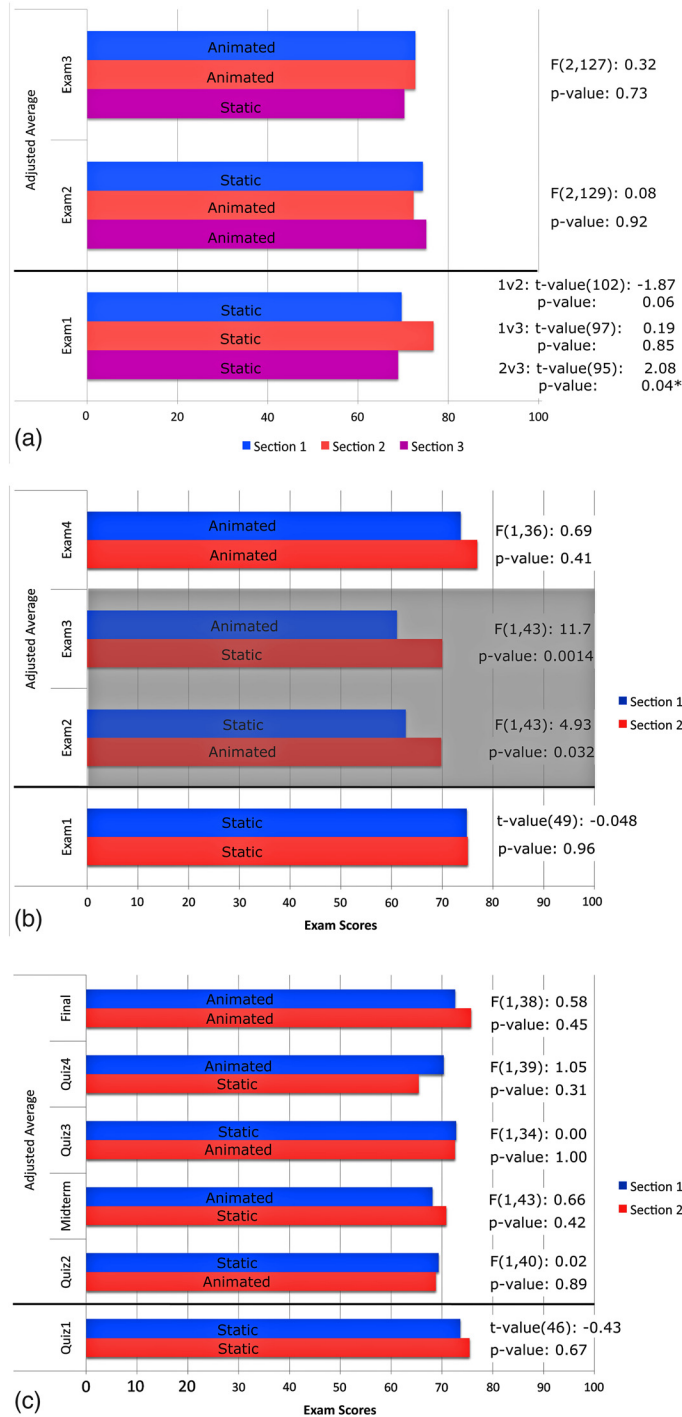 Adjusted Average
Exam3
Animated
Animated
Static
F(2,127): 0.32
p-value: 0.73
Exam2
Static
Animated
Animated
F(2,129): 0.08
p-value: 0.92
Exam1
Static
Static
Static
1v2: t-value(102): -1.87
p-value: 0.06
1v3: t-value(97): 0.19
p-value: 0.85
2v3: t-value(95): 2.08
p-value: 0.04*
0 20 40 60 80 100
(a)
Section 1 Section 2 Section 3
Adjusted Average
Exam4
Animated
Animated
F(1,36): 0.69
p-value: 0.41
Exam3
Animated
Static
F(1,43): 11.7
p-value: 0.0014
Exam2
Static
Animated
F(1,43): 4.93
p-value: 0.032
Section 1
Section 2
Exam1
Static
Static
t-value(49): -0.048
p-value: 0.96
0 10 20 30 40 50 60 70 80 90 100
(b)
Exam Scores
Adjusted Average
Final
Animated
Animated
F(1,38): 0.58
p-value: 0.45
Quiz4
Animated
Static
F(1,39): 1.05
p-value: 0.31
Quiz3
Static
Animated
F(1,34): 0.00
p-value: 1.00
Midterm
Animated
Static
F(1,43): 0.66
p-value: 0.42
Section 1
Section 2
Quiz2
Static
Animated
F(1,40): 0.02
p-value: 0.89
Quiz1
Static
Static
t-value(46): -0.43
p-value: 0.67
0 10 20 30 40 50 60 70 80 90 100
(c)
Exam Scores